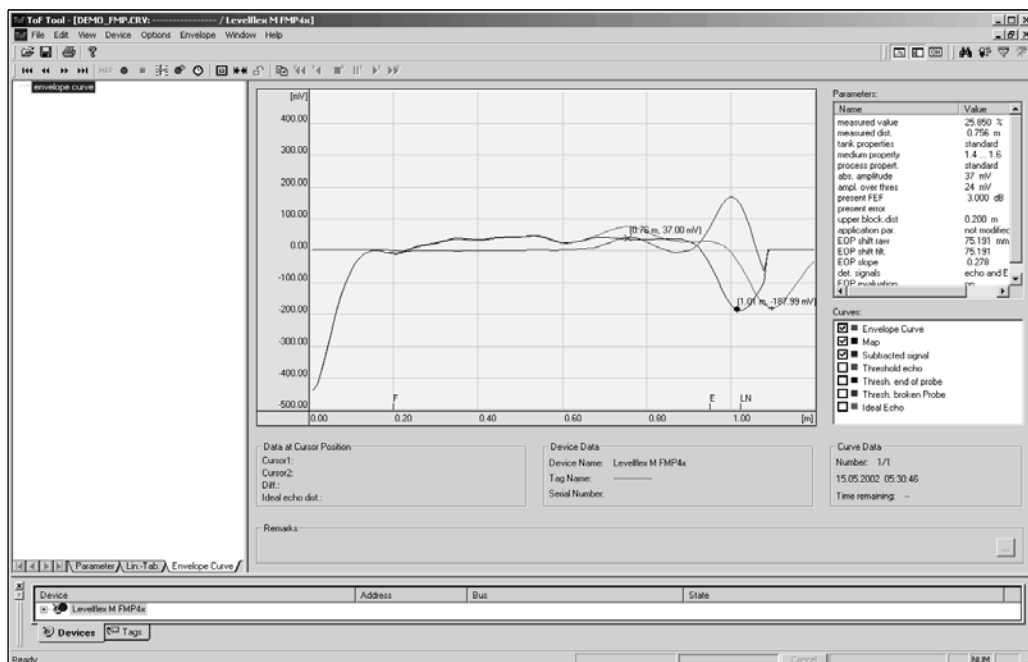 ToF Tool - [DEMO_FMP.CRV: --------------- / Levelflex M FMP4x]
File Edit View Device Options Envelope Window Help
MAP
envelope curve
[mV]
400.00
300.00
200.00
100.00
0.00
-100.00
-200.00
-300.00
-400.00
-500.00
[0.76 m, 37.00 mV]
[1.01 m, -187.99 mV]
F E LN
0.00 0.20 0.40 0.60 0.80 1.00 [m]
Parameters:
Name Value
measured value 25.850 %
measured dist. 0.756 m
tank properties standard
medium property 1.4 ... 1.6
process propert. standard
abs. amplitude 37 mV
ampl. over thres 24 mV
present FEF 3.000 dB
present error
upper block.dist 0.200 m
application par. not modified
EOP shift raw 75.191 mm
EOP shift filt. 75.191
EOP slope 0.278
det. signals echo and E
EOP evaluation on
Curves:
Envelope Curve
Map
Subtracted signal
Threshold echo
Thresh. end of probe
Thresh. broken Probe
Ideal Echo
Data at Cursor Position
Cursor1:
Cursor2:
Diff.:
Ideal echo dist.:
Device Data
Device Name: Levelflex M FMP4x
Tag Name: --------------
Serial Number:
Curve Data
Number: 1/1
15.05.2002 05:30:46
Time remaining: --
Remarks
...
Parameter Lin.-Tab. Envelope Curve
Device Address Bus State
Levelflex M FMP4x
Devices Tags
Ready Cancel NUM